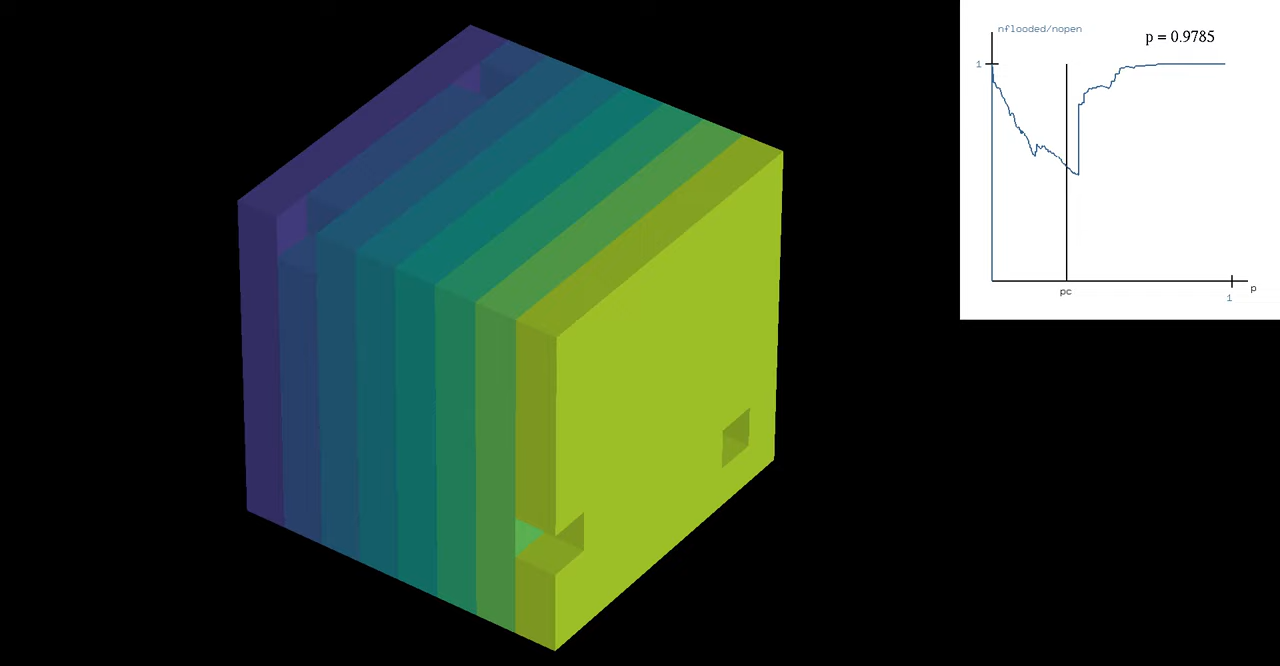 nflooded/nopen
p = 0.9785
1
pc
1
p